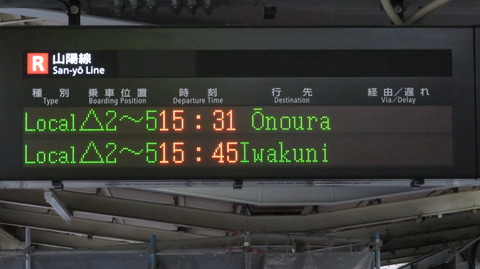 R 山陽線
San-yō Line
種別 乗車位置 時刻 行先 経由/遅れ
Type Boarding Position Departure Time Destination Via/Delay
Local △2〜5 15:31 Ōnoura
Local △2〜5 15:45 Iwakuni